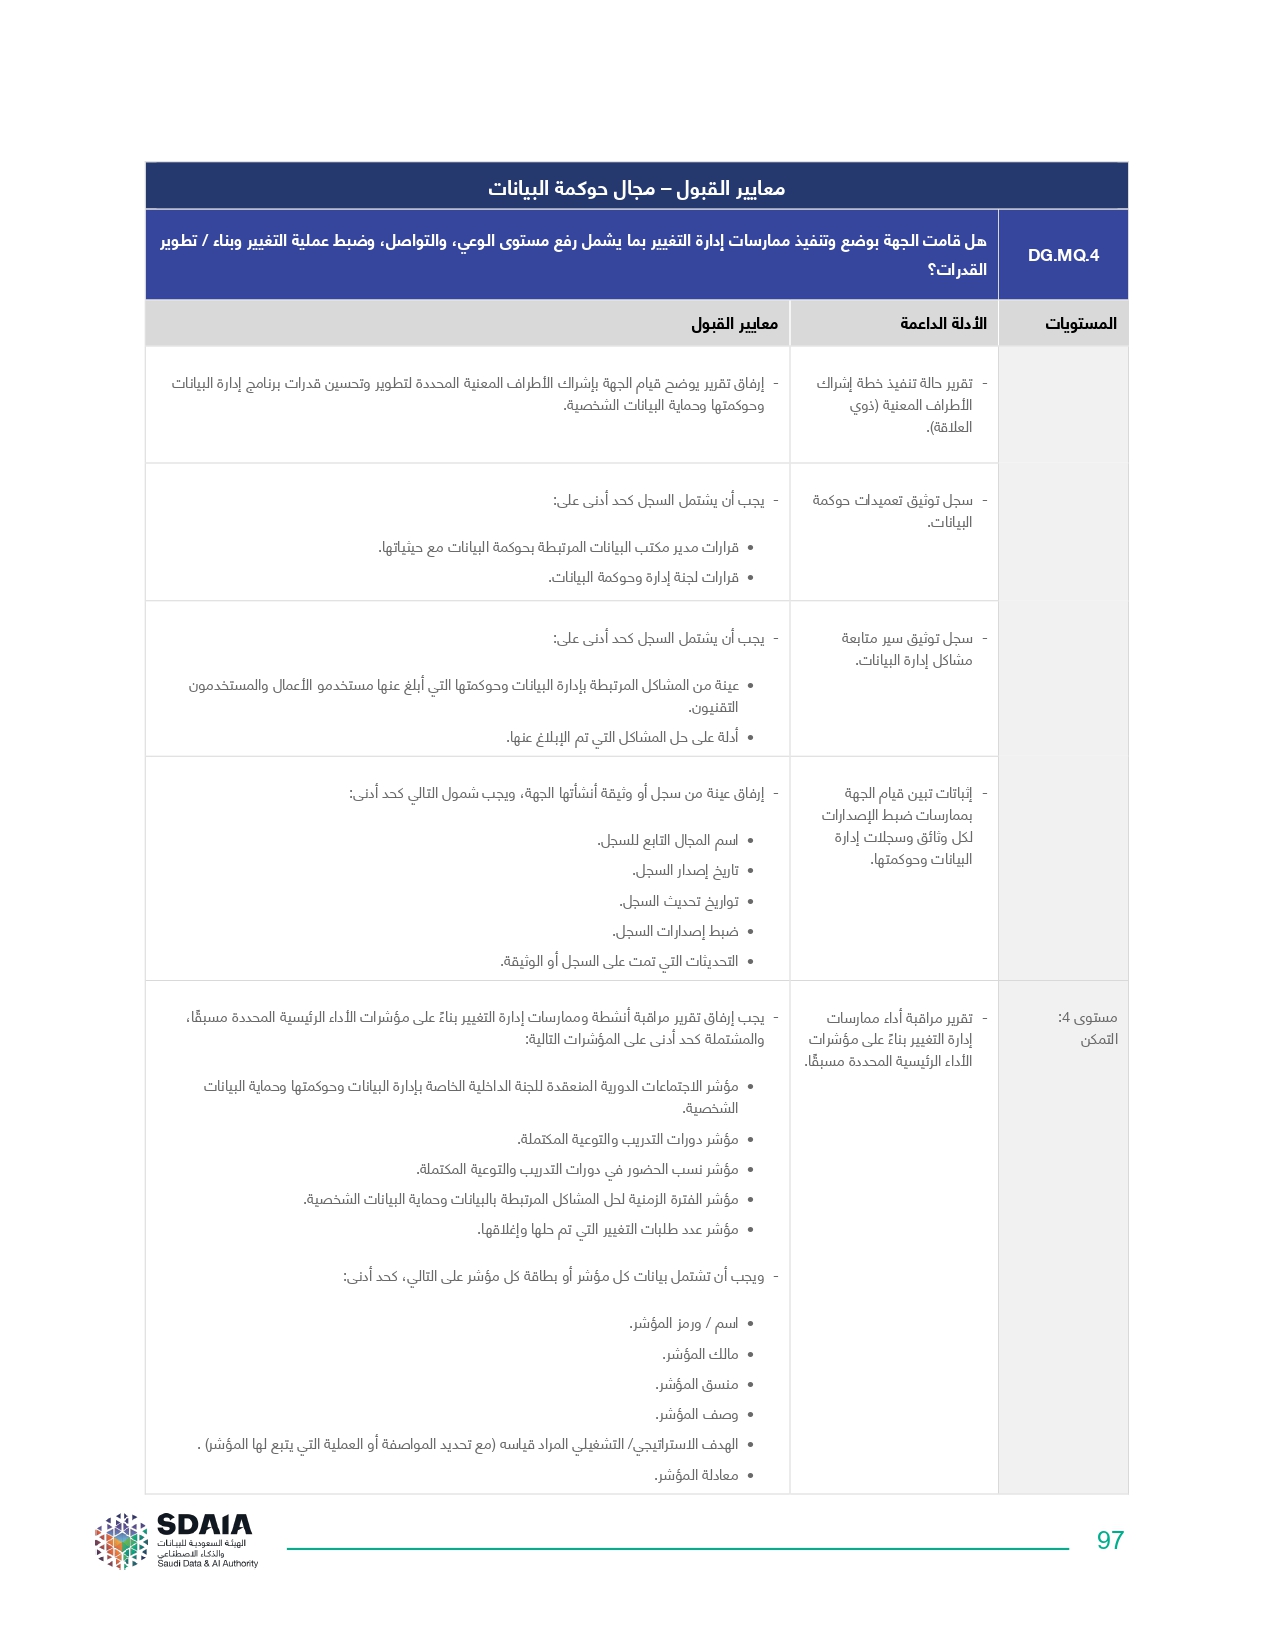 معايير القبول – مجال حوكمة البيانات
DG.MQ.4
هل قامت الجهة بوضع وتنفيذ ممارسات إدارة التغيير بما يشمل رفع مستوى الوعي، والتواصل، وضبط عملية التغيير وبناء / تطوير
القدرات؟
المستويات
الأدلة الداعمة
معايير القبول
- تقرير حالة تنفيذ خطة إشراك
الأطراف المعنية (ذوي
العلاقة).
- إرفاق تقرير يوضح قيام الجهة بإشراك الأطراف المعنية المحددة لتطوير وتحسين قدرات برنامج إدارة البيانات
وحوكمتها وحماية البيانات الشخصية.
- سجل توثيق تعميدات حوكمة
البيانات.
- يجب أن يشتمل السجل كحد أدنى على:
• قرارات مدير مكتب البيانات المرتبطة بحوكمة البيانات مع حيثياتها.
• قرارات لجنة إدارة وحوكمة البيانات.
- سجل توثيق سير متابعة
مشاكل إدارة البيانات.
- يجب أن يشتمل السجل كحد أدنى على:
• عينة من المشاكل المرتبطة بإدارة البيانات وحوكمتها التي أبلغ عنها مستخدمو الأعمال والمستخدمون
التقنيون.
• أدلة على حل المشاكل التي تم الإبلاغ عنها.
- إثباتات تبين قيام الجهة
بممارسات ضبط الإصدارات
لكل وثائق وسجلات إدارة
البيانات وحوكمتها.
- إرفاق عينة من سجل أو وثيقة أنشأتها الجهة، ويجب شمول التالي كحد أدنى:
• اسم المجال التابع للسجل.
• تاريخ إصدار السجل.
• تواريخ تحديث السجل.
• ضبط إصدارات السجل.
• التحديثات التي تمت على السجل أو الوثيقة.
مستوى 4:
التمكن
- تقرير مراقبة أداء ممارسات
إدارة التغيير بناءً على مؤشرات
الأداء الرئيسية المحددة مسبقًا.
- يجب إرفاق تقرير مراقبة أنشطة وممارسات إدارة التغيير بناءً على مؤشرات الأداء الرئيسية المحددة مسبقًا،
والمشتملة كحد أدنى على المؤشرات التالية:
• مؤشر الاجتماعات الدورية المنعقدة للجنة الداخلية الخاصة بإدارة البيانات وحوكمتها وحماية البيانات
الشخصية.
• مؤشر دورات التدريب والتوعية المكتملة.
• مؤشر نسب الحضور في دورات التدريب والتوعية المكتملة.
• مؤشر الفترة الزمنية لحل المشاكل المرتبطة بالبيانات وحماية البيانات الشخصية.
• مؤشر عدد طلبات التغيير التي تم حلها وإغلاقها.
- ويجب أن تشتمل بيانات كل مؤشر أو بطاقة كل مؤشر على التالي، كحد أدنى:
• اسم / ورمز المؤشر.
• مالك المؤشر.
• منسق المؤشر.
• وصف المؤشر.
• الهدف الاستراتيجي/ التشغيلي المراد قياسه (مع تحديد المواصفة أو العملية التي يتبع لها المؤشر) .
• معادلة المؤشر.
97
SDAIA
الهيئة السعودية للبيانات
والذكاء الاصطناعي
Saudi Data & AI Authority